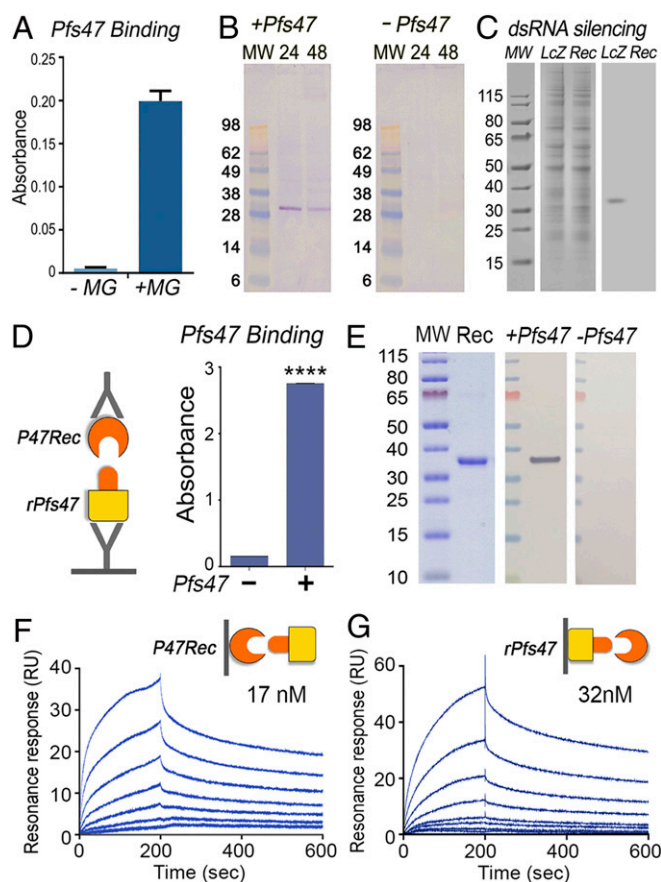 A
Pfs47 Binding
Absorbance
0.20
0.15
0.10
0.05
0
- MG +MG
B
+Pfs47 - Pfs47
MW 24 48 MW 24 48
98 98
62 62
49 49
38 38
28 28
14 14
6 6
C dsRNA silencing
MW LcZ Rec LcZ Rec
115
80
65
50
40
30
25
15
D
Pfs47 Binding
P47Rec
rPfs47
Absorbance
3
2
1
0
****
Pfs47 − +
E
MW Rec +Pfs47 -Pfs47
115
80
65
50
40
30
25
15
10
F
P47Rec
17 nM
Resonance response (RU)
40
30
20
10
0
0 200 400 600
Time (sec)
G
rPfs47
32nM
Resonance response (RU)
60
40
20
0
0 200 400 600
Time (sec)